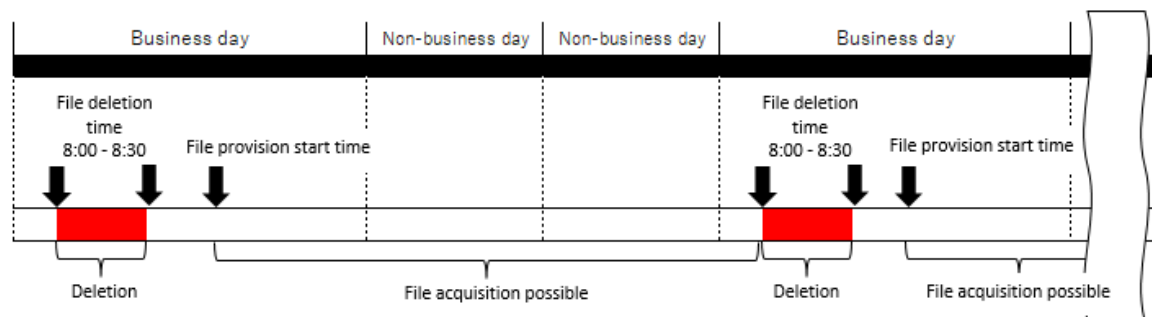 Business day
Non-business day
Non-business day
Business day
File deletion
time
8:00 - 8:30
File provision start time
File deletion
time
8:00 - 8:30
File provision start time
Deletion
File acquisition possible
Deletion
File acquisition possible